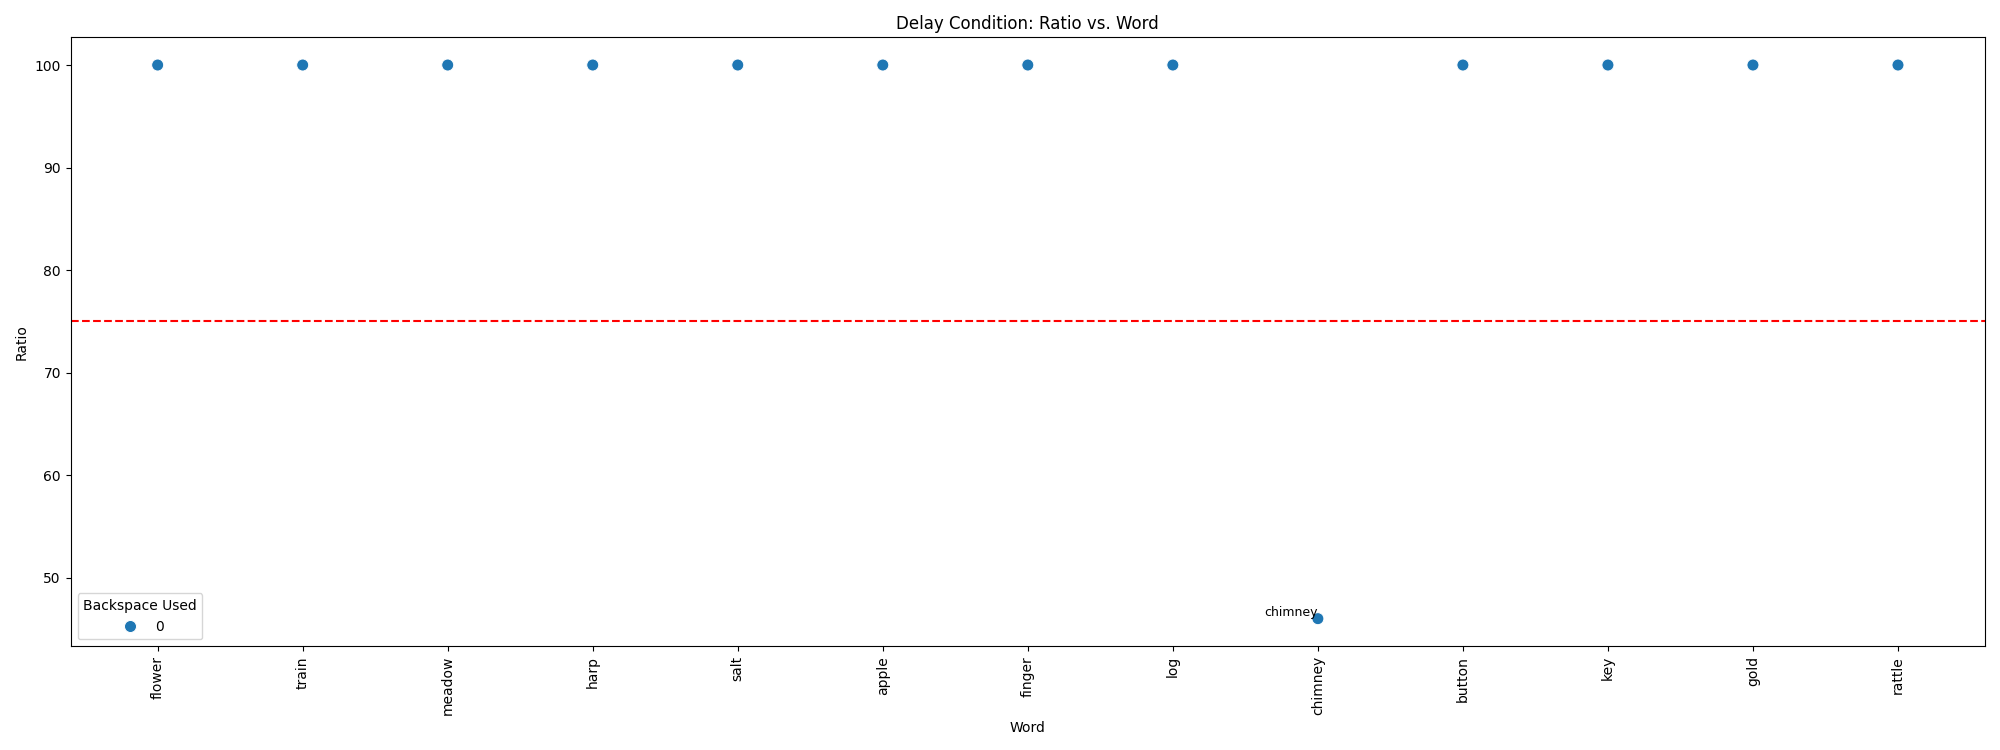 Delay Condition: Ratio vs. Word
Ratio
100
90
80
70
60
50
chimney
Backspace Used
0
flower
train
meadow
harp
salt
apple
finger
log
chimney
button
key
gold
rattle
Word